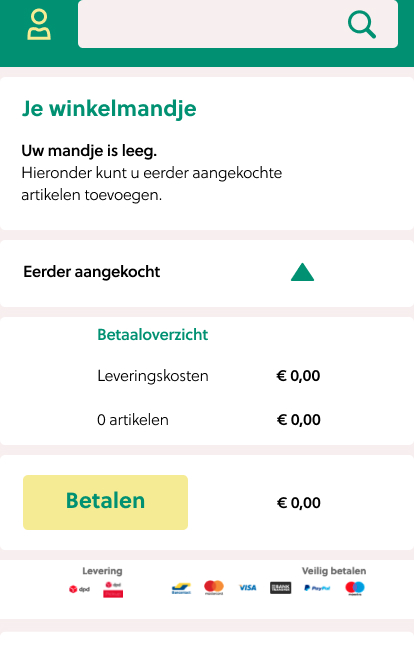 Je winkelmandje
Uw mandje is leeg.
Hieronder kunt u eerder aangekochte
artikelen toevoegen.
Eerder aangekocht
Betaaloverzicht
Leveringskosten € 0,00
0 artikelen € 0,00
Betalen € 0,00
Levering Veilig betalen
dpd dpd Bancontact mastercard VISA PayPal